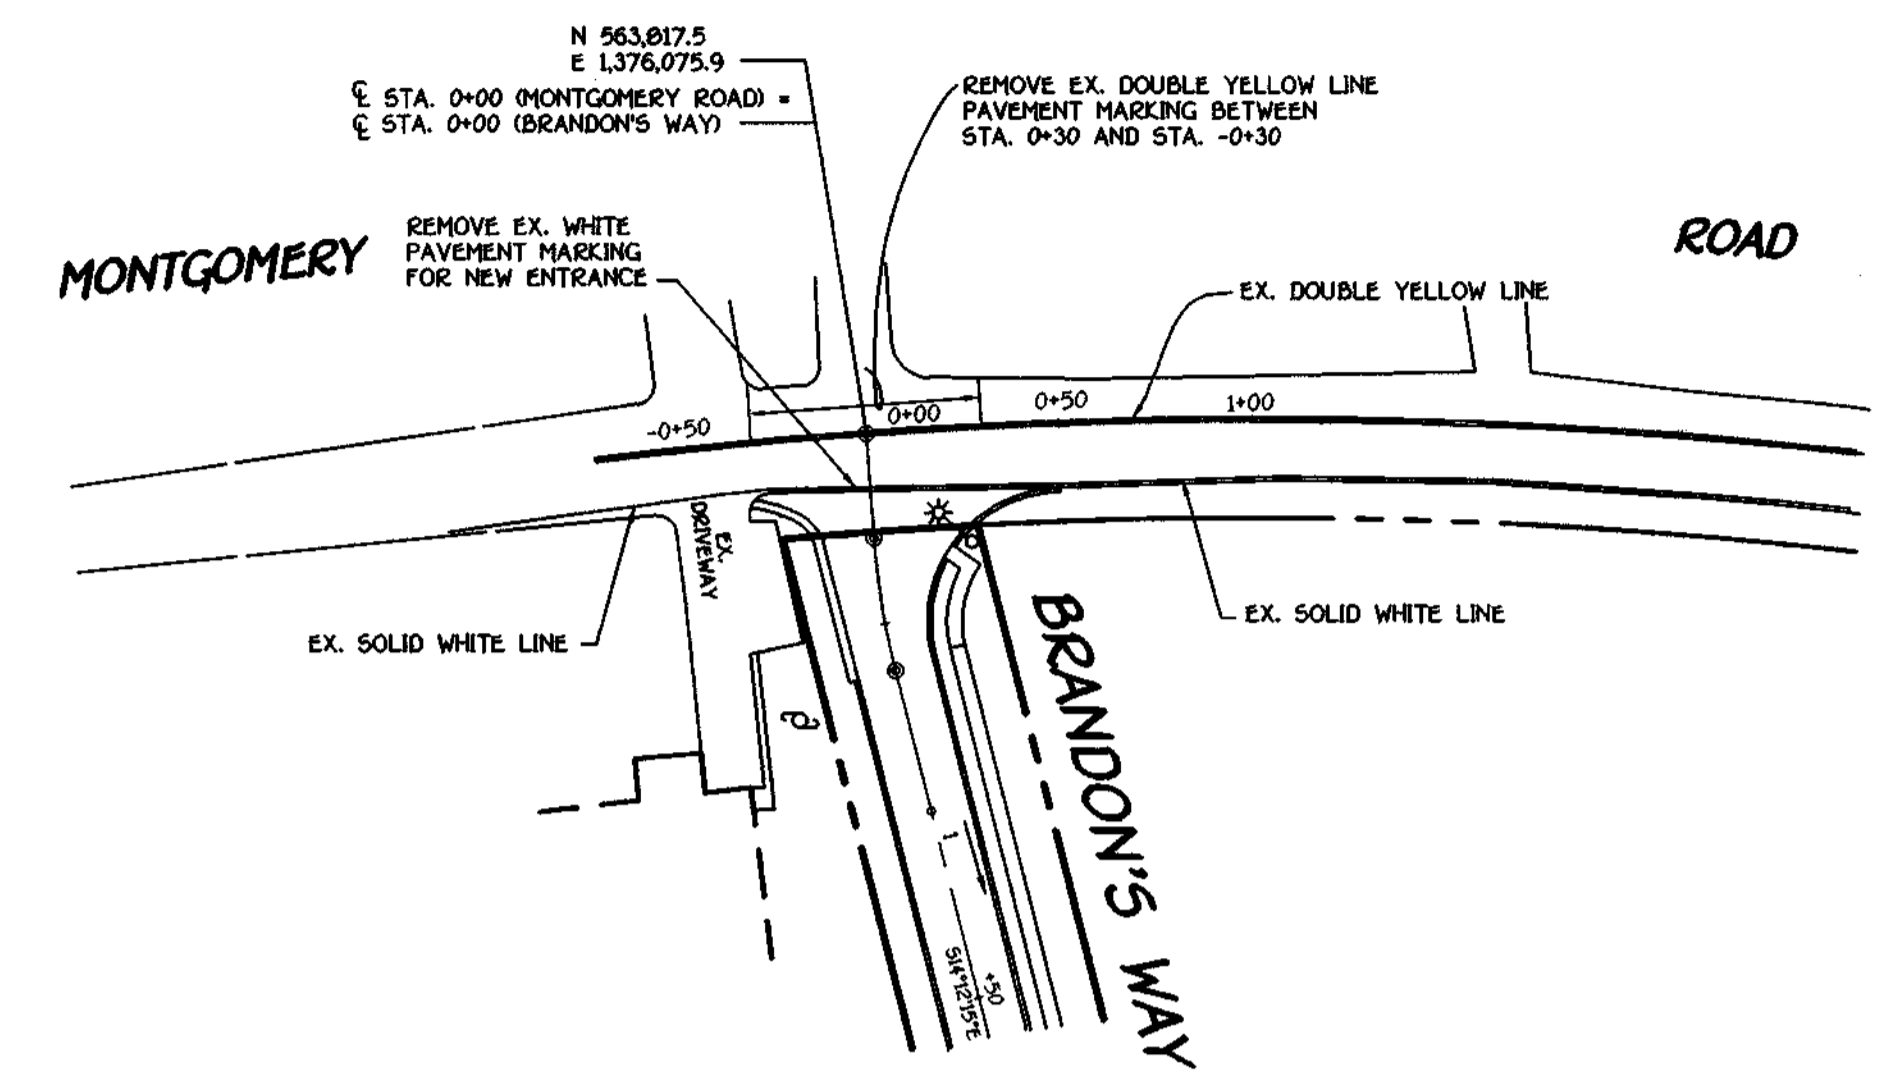 N 563,817.5
E 1,376,075.9
℄ STA. 0+00 (MONTGOMERY ROAD) =
℄ STA. 0+00 (BRANDON'S WAY)
REMOVE EX. DOUBLE YELLOW LINE
PAVEMENT MARKING BETWEEN
STA. 0+30 AND STA. -0+30
MONTGOMERY
REMOVE EX. WHITE
PAVEMENT MARKING
FOR NEW ENTRANCE
ROAD
EX. DOUBLE YELLOW LINE
-0+50
0+00
0+50
1+00
EX.
DRIVEWAY
EX. SOLID WHITE LINE
EX. SOLID WHITE LINE
BRANDON'S WAY
1
+50
S14°12'15"E